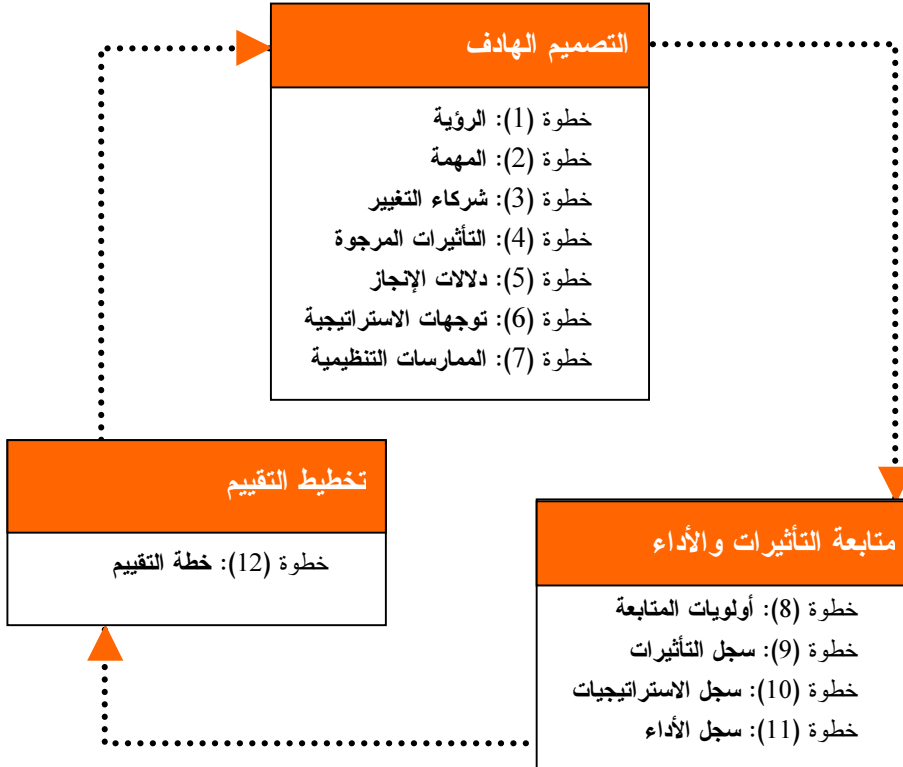 التصميم الهادف
خطوة (1): الرؤية
خطوة (2): المهمة
خطوة (3): شركاء التغيير
خطوة (4): التأثيرات المرجوة
خطوة (5): دلالات الإنجاز
خطوة (6): توجهات الاستراتيجية
خطوة (7): الممارسات التنظيمية
متابعة التأثيرات والأداء
خطوة (8): أولويات المتابعة
خطوة (9): سجل التأثيرات
خطوة (10): سجل الاستراتيجيات
خطوة (11): سجل الأداء
تخطيط التقييم
خطوة (12): خطة التقييم